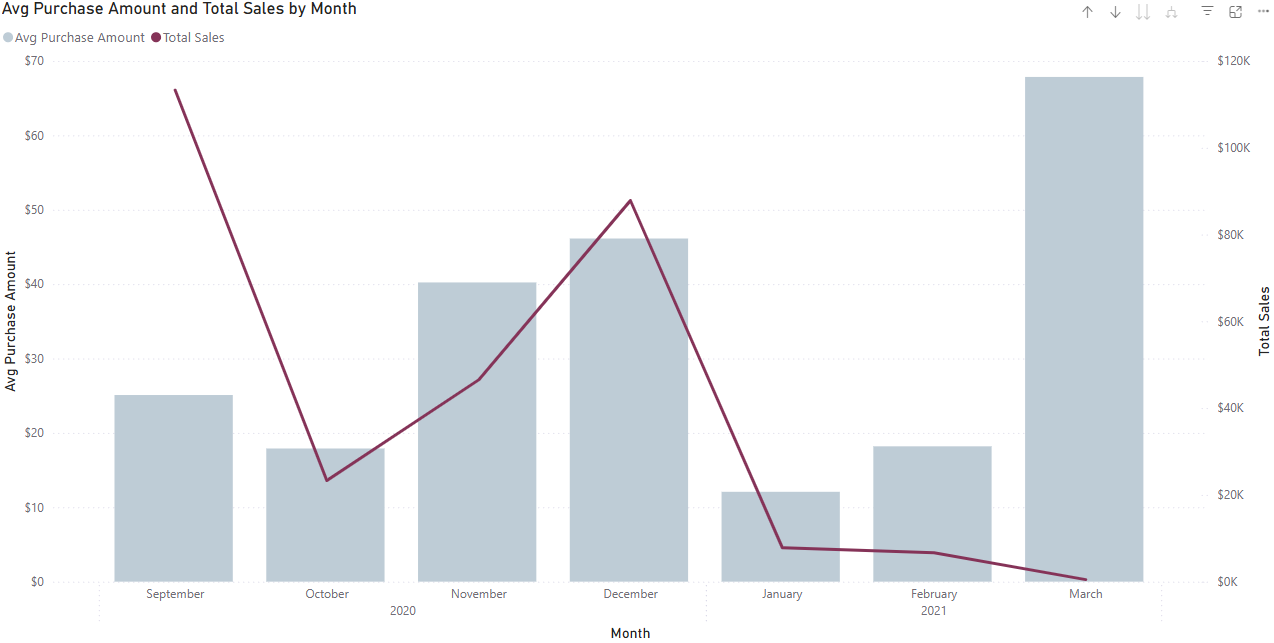 Avg Purchase Amount and Total Sales by Month
Avg Purchase Amount Total Sales
$70
$60
$50
$40
$30
$20
$10
$0
Avg Purchase Amount
$120K
$100K
$80K
$60K
$40K
$20K
$0K
Total Sales
September October November December January February March
2020 2021
Month